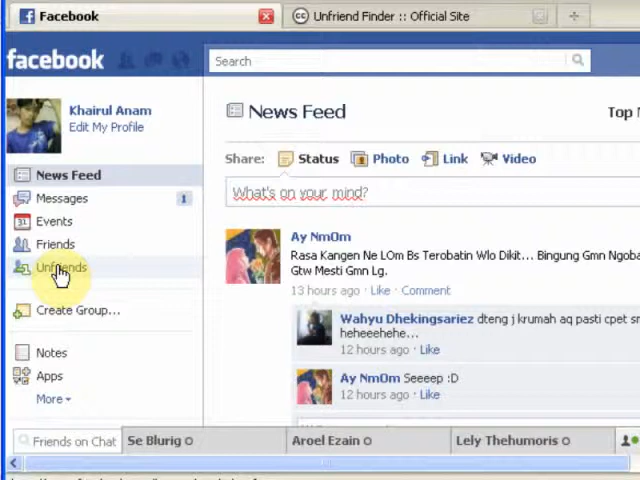 Facebook
Unfriend Finder :: Official Site
facebook
Search
Khairul Anam
Edit My Profile
News Feed
Top
Share: Status Photo Link Video
What's on your mind?
News Feed
Messages 1
Events
Friends
Unfriends
Create Group...
Notes
Apps
More
Ay NmOm
Rasa Kangen Ne LOm Bs Terobatin Wlo Dikit... Bingung Gmn Ngoba
Gtw Mesti Gmn Lg.
13 hours ago · Like · Comment
Wahyu Dhekingsariez dteng j krumah aq pasti cpet s
heheeehehe...
12 hours ago · Like
Ay NmOm Seeeep :D
12 hours ago · Like
Friends on Chat
Se Blurig
Aroel Ezain
Lely Thehumoris
1